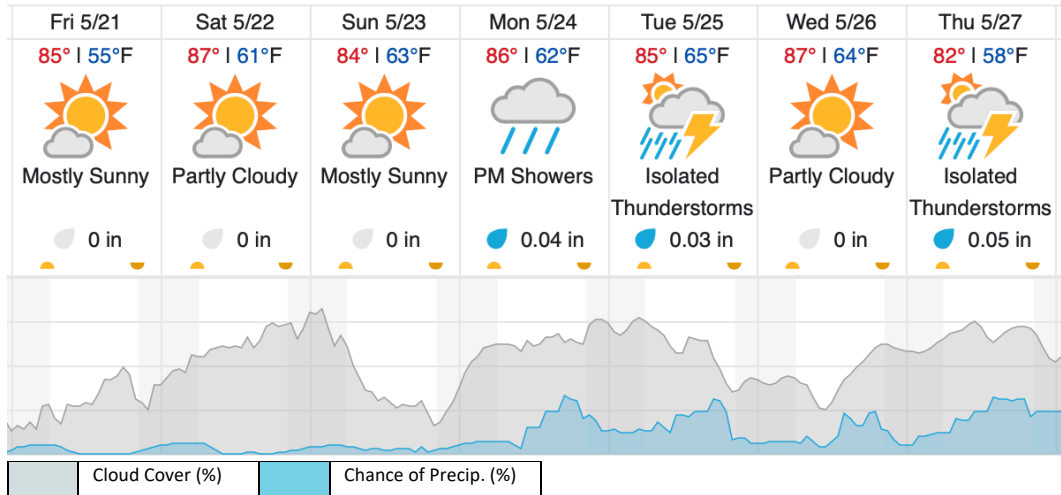 Fri 5/21 Sat 5/22 Sun 5/23 Mon 5/24 Tue 5/25 Wed 5/26 Thu 5/27
85° | 55°F 87° | 61°F 84° | 63°F 86° | 62°F 85° | 65°F 87° | 64°F 82° | 58°F
Mostly Sunny Partly Cloudy Mostly Sunny PM Showers Isolated Partly Cloudy Isolated
Thunderstorms Thunderstorms
0 in 0 in 0 in 0.04 in 0.03 in 0 in 0.05 in
Cloud Cover (%) Chance of Precip. (%)